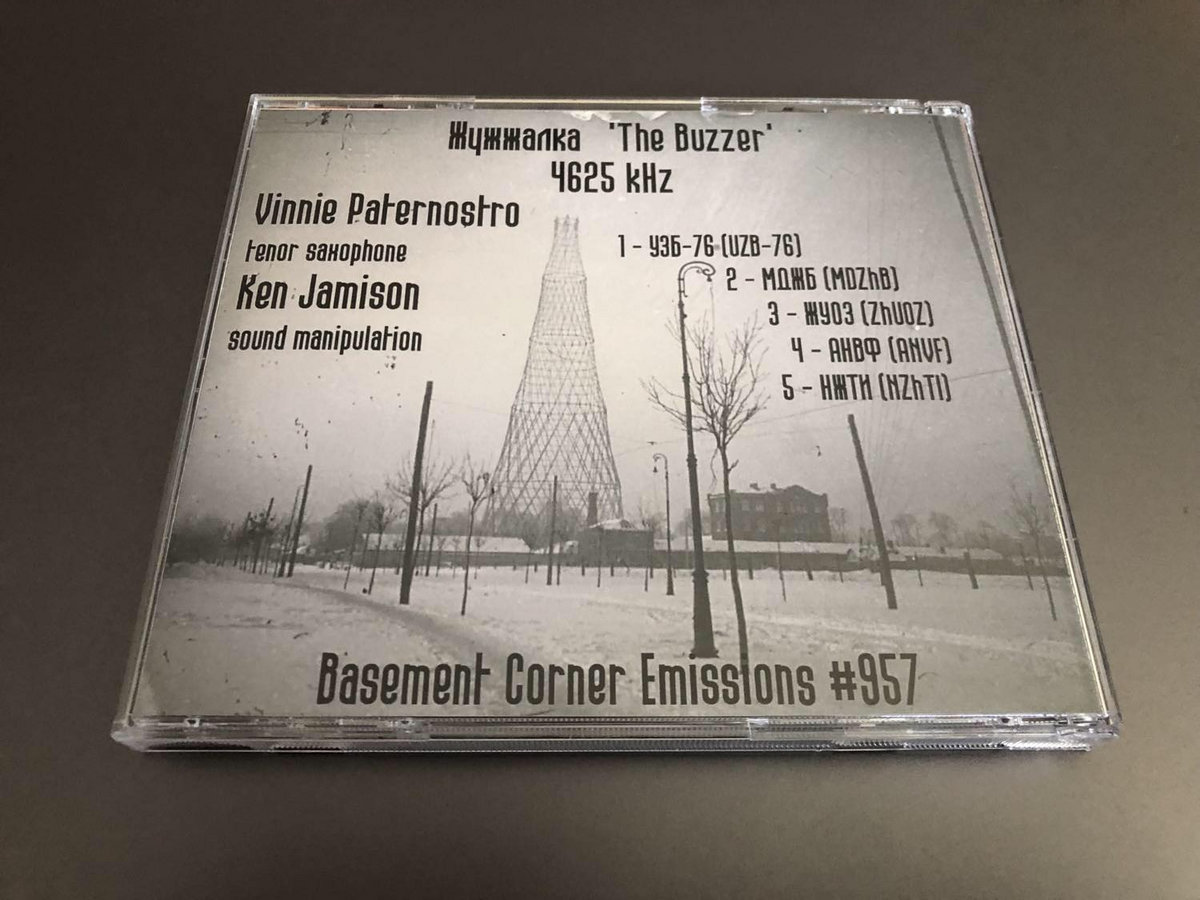 Жужжалка 'The Buzzer'
4625 kHz
Vinnie Paternostro
tenor saxophone
Ken Jamison
sound manipulation
1 - УЗБ-76 (UZB-76)
2 - МДЖБ (MDZhB)
3 - ЖУОЗ (ZhUOZ)
4 - АНВФ (ANVF)
5 - НЖТИ (NZhTI)
Basement Corner Emissions #957